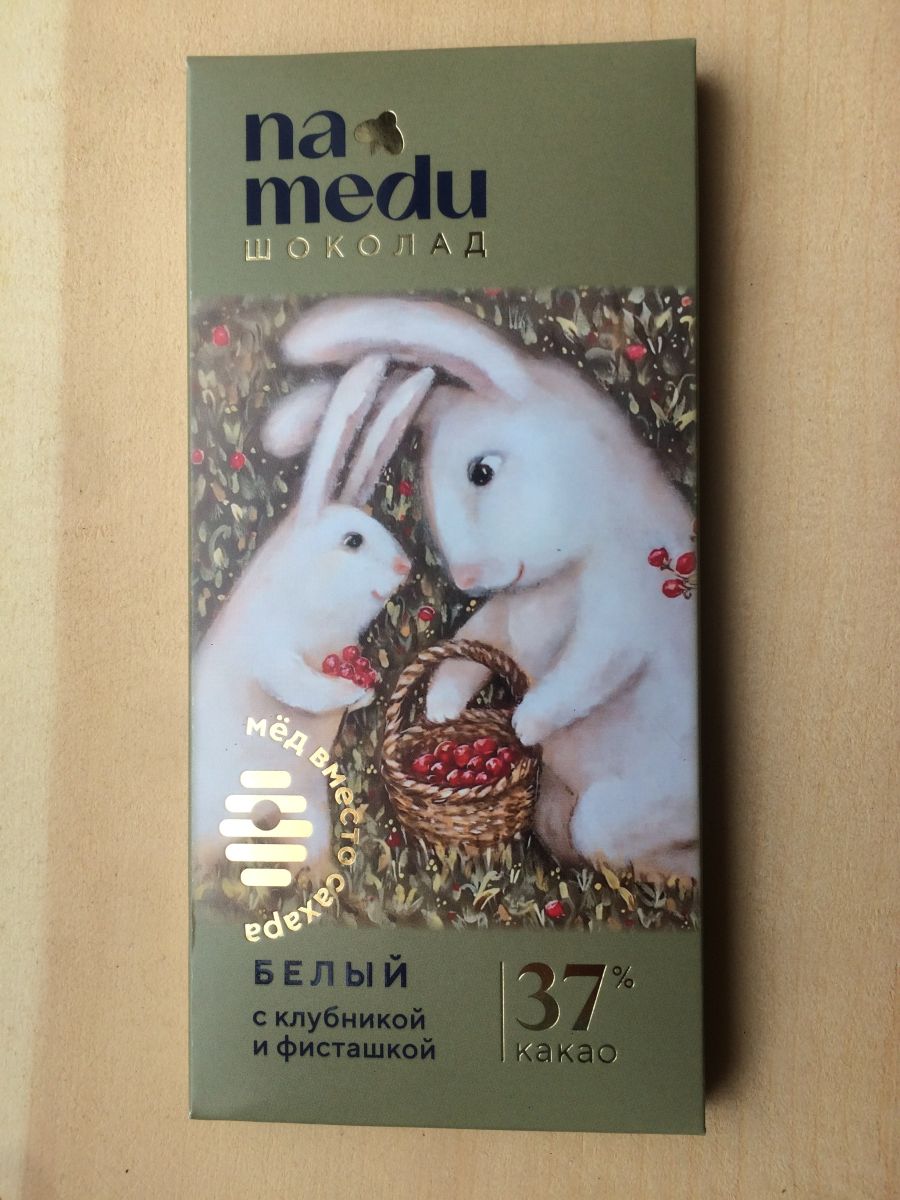 na
medu
ШОКОЛАД
мёд вместо сахара
БЕЛЫЙ
с клубникой
и фисташкой
37%
какао